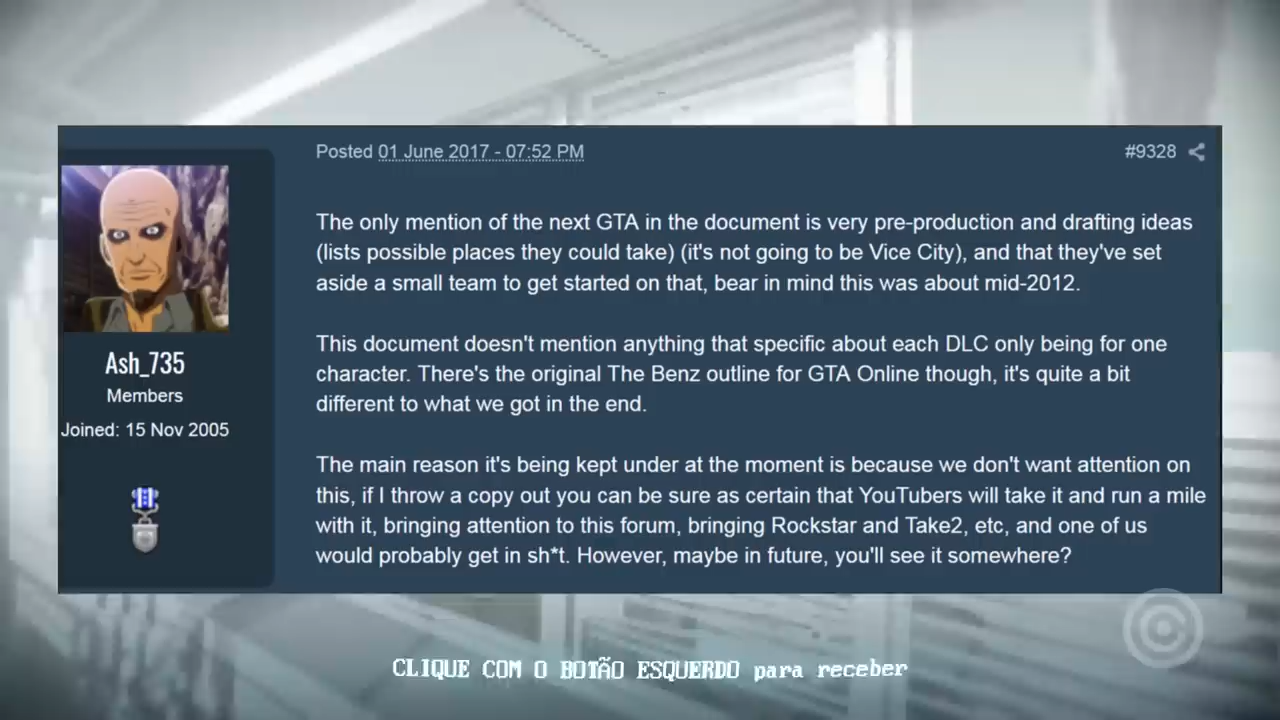 Posted 01 June 2017 - 07:52 PM
#9328
The only mention of the next GTA in the document is very pre-production and drafting ideas
(lists possible places they could take) (it's not going to be Vice City), and that they've set
aside a small team to get started on that, bear in mind this was about mid-2012.
This document doesn't mention anything that specific about each DLC only being for one
character. There's the original The Benz outline for GTA Online though, it's quite a bit
different to what we got in the end.
The main reason it's being kept under at the moment is because we don't want attention on
this, if I throw a copy out you can be sure as certain that YouTubers will take it and run a mile
with it, bringing attention to this forum, bringing Rockstar and Take2, etc, and one of us
would probably get in sh*t. However, maybe in future, you'll see it somewhere?
Ash_735
Members
Joined: 15 Nov 2005
CLIQUE COM O BOTÃO ESQUERDO para receber